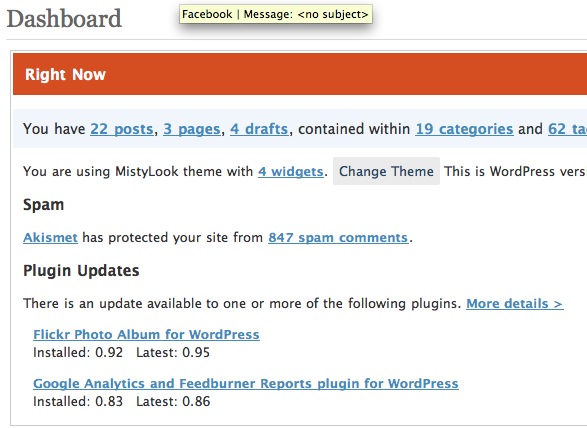 Dashboard
Facebook | Message: <no subject>
Right Now
You have 22 posts, 3 pages, 4 drafts, contained within 19 categories and 62 ta
You are using MistyLook theme with 4 widgets. Change Theme This is WordPress vers
Spam
Akismet has protected your site from 847 spam comments.
Plugin Updates
There is an update available to one or more of the following plugins. More details >
Flickr Photo Album for WordPress
Installed: 0.92 Latest: 0.95
Google Analytics and Feedburner Reports plugin for WordPress
Installed: 0.83 Latest: 0.86